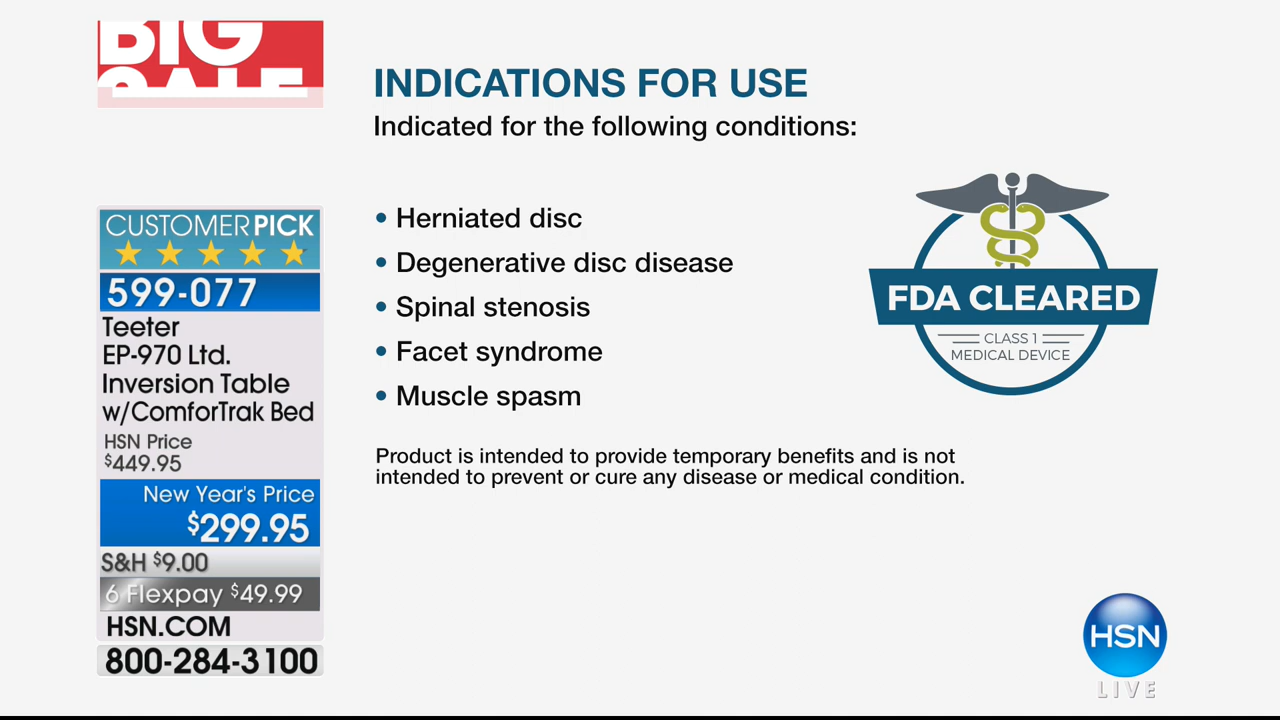 BIG
SALE
INDICATIONS FOR USE
Indicated for the following conditions:
• Herniated disc
• Degenerative disc disease
• Spinal stenosis
• Facet syndrome
• Muscle spasm
Product is intended to provide temporary benefits and is not
intended to prevent or cure any disease or medical condition.
FDA CLEARED
CLASS 1
MEDICAL DEVICE
CUSTOMER PICK
599-077
Teeter
EP-970 Ltd.
Inversion Table
w/ComforTrak Bed
HSN Price
$449.95
New Year's Price
$299.95
S&H $9.00
6 Flexpay $49.99
HSN.COM
800-284-3100
HSN
LIVE